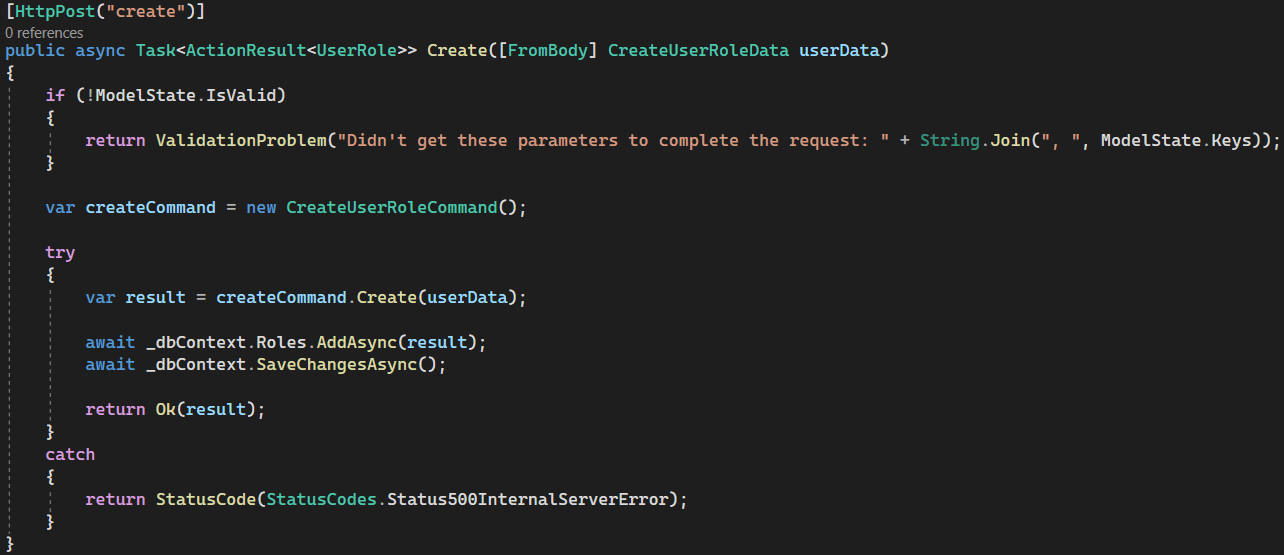 [HttpPost("create")]
0 references
public async Task<ActionResult<UserRole>> Create([FromBody] CreateUserRoleData userData)
{
    if (!ModelState.IsValid)
    {
        return ValidationProblem("Didn't get these parameters to complete the request: " + String.Join(", ", ModelState.Keys));
    }

    var createCommand = new CreateUserRoleCommand();

    try
    {
        var result = createCommand.Create(userData);

        await _dbContext.Roles.AddAsync(result);
        await _dbContext.SaveChangesAsync();

        return Ok(result);
    }
    catch
    {
        return StatusCode(StatusCodes.Status500InternalServerError);
    }
}